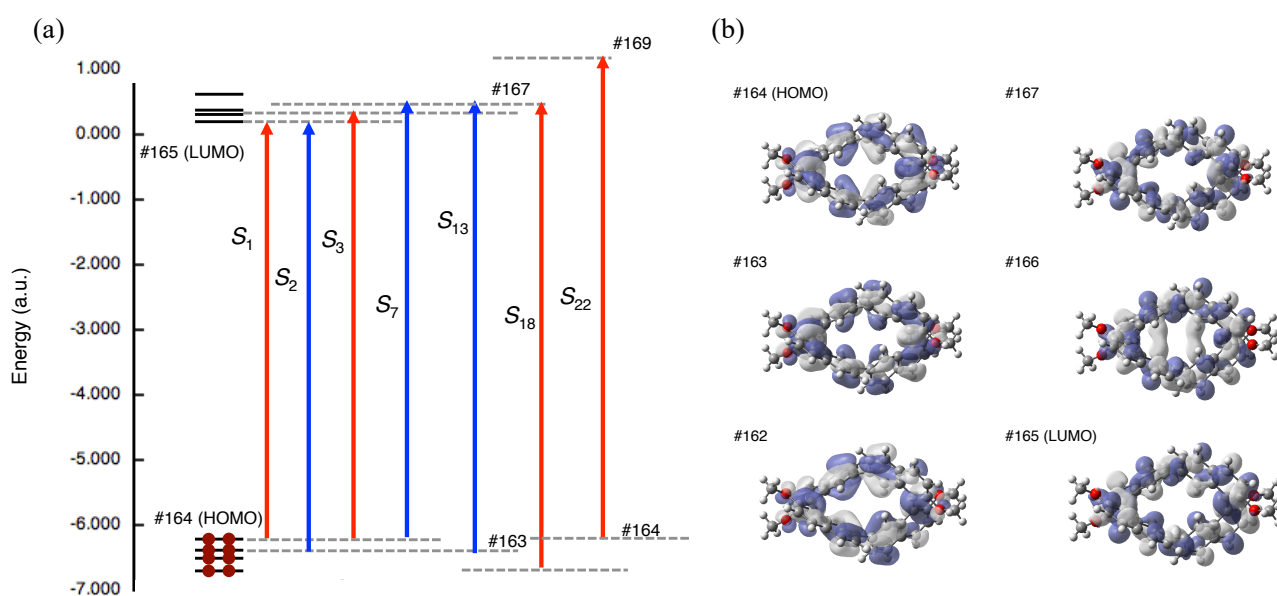 (a)
Energy (a.u.)
1.000
0.000
-1.000
-2.000
-3.000
-4.000
-5.000
-6.000
-7.000
#165 (LUMO)
#164 (HOMO)
S1
S2
S3
S7
S13
S18
S22
#167
#169
#163
#164
(b)
#164 (HOMO)
#167
#163
#166
#162
#165 (LUMO)